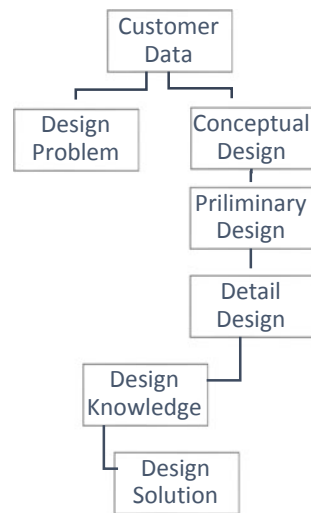 Customer
Data
Design
Problem
Conceptual
Design
Priliminary
Design
Detail
Design
Design
Knowledge
Design
Solution